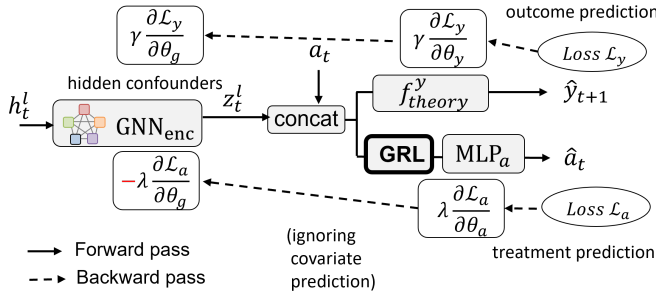 outcome prediction
γ ∂ℒ_y/∂θ_g
γ ∂ℒ_y/∂θ_y
Loss ℒ_y
a_t
hidden confounders
h_t^l
GNN_enc
z_t^l
concat
f_theory^y
ŷ_{t+1}
GRL
MLP_a
â_t
−λ ∂ℒ_a/∂θ_g
λ ∂ℒ_a/∂θ_a
Loss ℒ_a
treatment prediction
(ignoring
covariate
prediction)
Forward pass
Backward pass